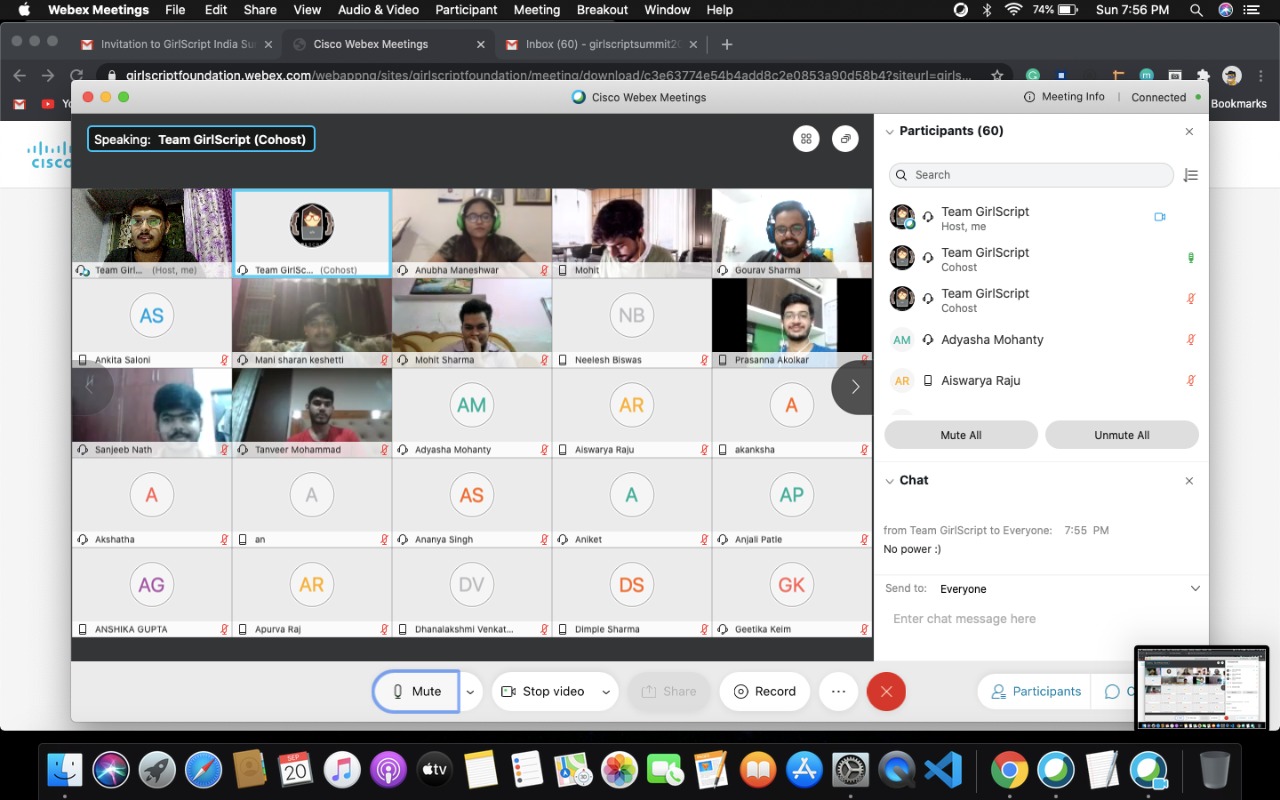 Webex Meetings File Edit Share View Audio & Video Participant Meeting Breakout Window Help 74% Sun 7:56 PM
Invitation to GirlScript India Su Cisco Webex Meetings Inbox (60) - girlscriptsummit20
girlscriptfoundation.webex.com/webappng/sites/girlscriptfoundation/meeting/download/c3e63774e54b4add8c2e0853a90d58b4?siteurl=girls...
Bookmarks
Cisco Webex Meetings
Meeting Info Connected
CISCO
Speaking: Team GirlScript (Cohost)
Team Girl... (Host, me) Team GirlSc... (Cohost) Anubha Maneshwar Mohit Gourav Sharma
AS NB
Ankita Saloni Mani sharan keshetti Mohit Sharma Neelesh Biswas Prasanna Akolkar
AM AR A
Sanjeeb Nath Tanveer Mohammad Adyasha Mohanty Aiswarya Raju akanksha
A A AS A AP
Akshatha an Ananya Singh Aniket Anjali Patle
AG AR DV DS GK
ANSHIKA GUPTA Apurva Raj Dhanalakshmi Venkat... Dimple Sharma Geetika Keim
Participants (60)
Search
Team GirlScript
Host, me
Team GirlScript
Cohost
Team GirlScript
Cohost
AM Adyasha Mohanty
AR Aiswarya Raju
Mute All Unmute All
Chat
from Team GirlScript to Everyone: 7:55 PM
No power :)
Send to: Everyone
Enter chat message here
Mute Stop video Share Record Participants
SEP
20
tv